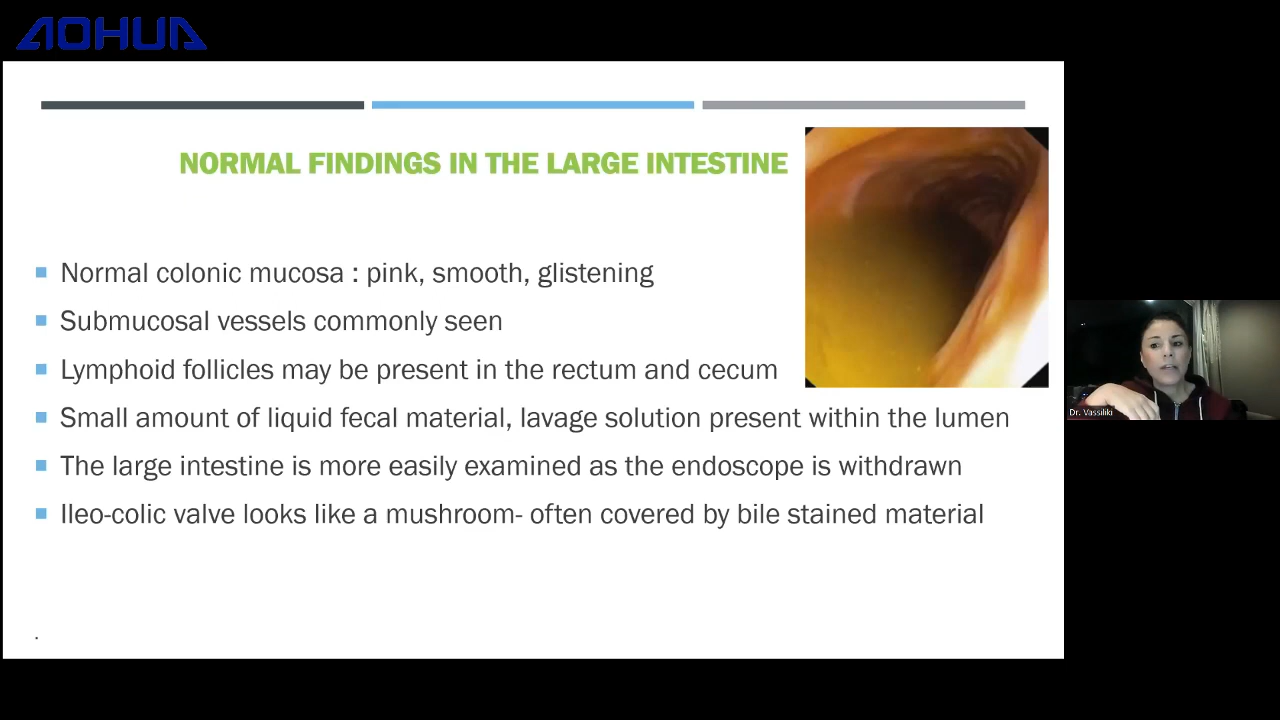 AOHUA
NORMAL FINDINGS IN THE LARGE INTESTINE
Normal colonic mucosa : pink, smooth, glistening
Submucosal vessels commonly seen
Lymphoid follicles may be present in the rectum and cecum
Small amount of liquid fecal material, lavage solution present within the lumen
The large intestine is more easily examined as the endoscope is withdrawn
Ileo-colic valve looks like a mushroom- often covered by bile stained material
.
Dr. Vassiliki